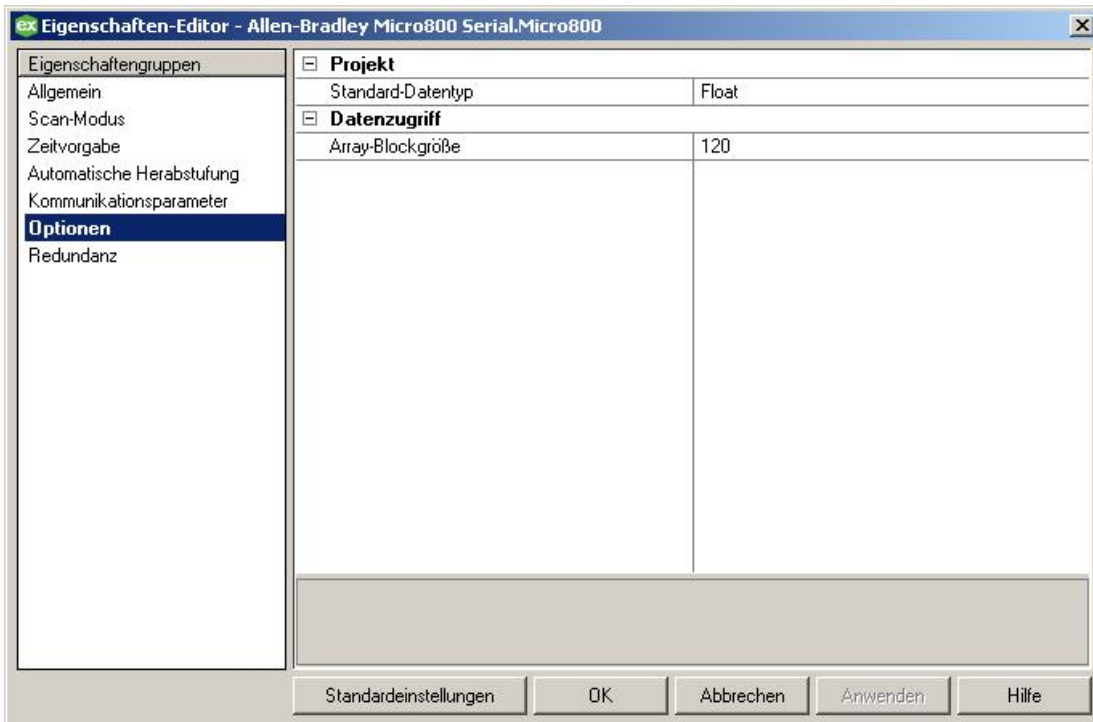 ex Eigenschaften-Editor - Allen-Bradley Micro800 Serial.Micro800
Eigenschaftengruppen
Allgemein
Scan-Modus
Zeitvorgabe
Automatische Herabstufung
Kommunikationsparameter
Optionen
Redundanz
Projekt
Standard-Datentyp Float
Datenzugriff
Array-Blockgröße 120
Standardeinstellungen OK Abbrechen Anwenden Hilfe